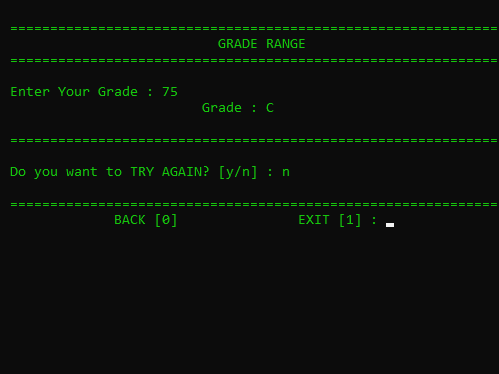 =============================================================
GRADE RANGE
=============================================================
Enter Your Grade : 75
Grade : C
=============================================================
Do you want to TRY AGAIN? [y/n] : n
=============================================================
BACK [0] EXIT [1] :